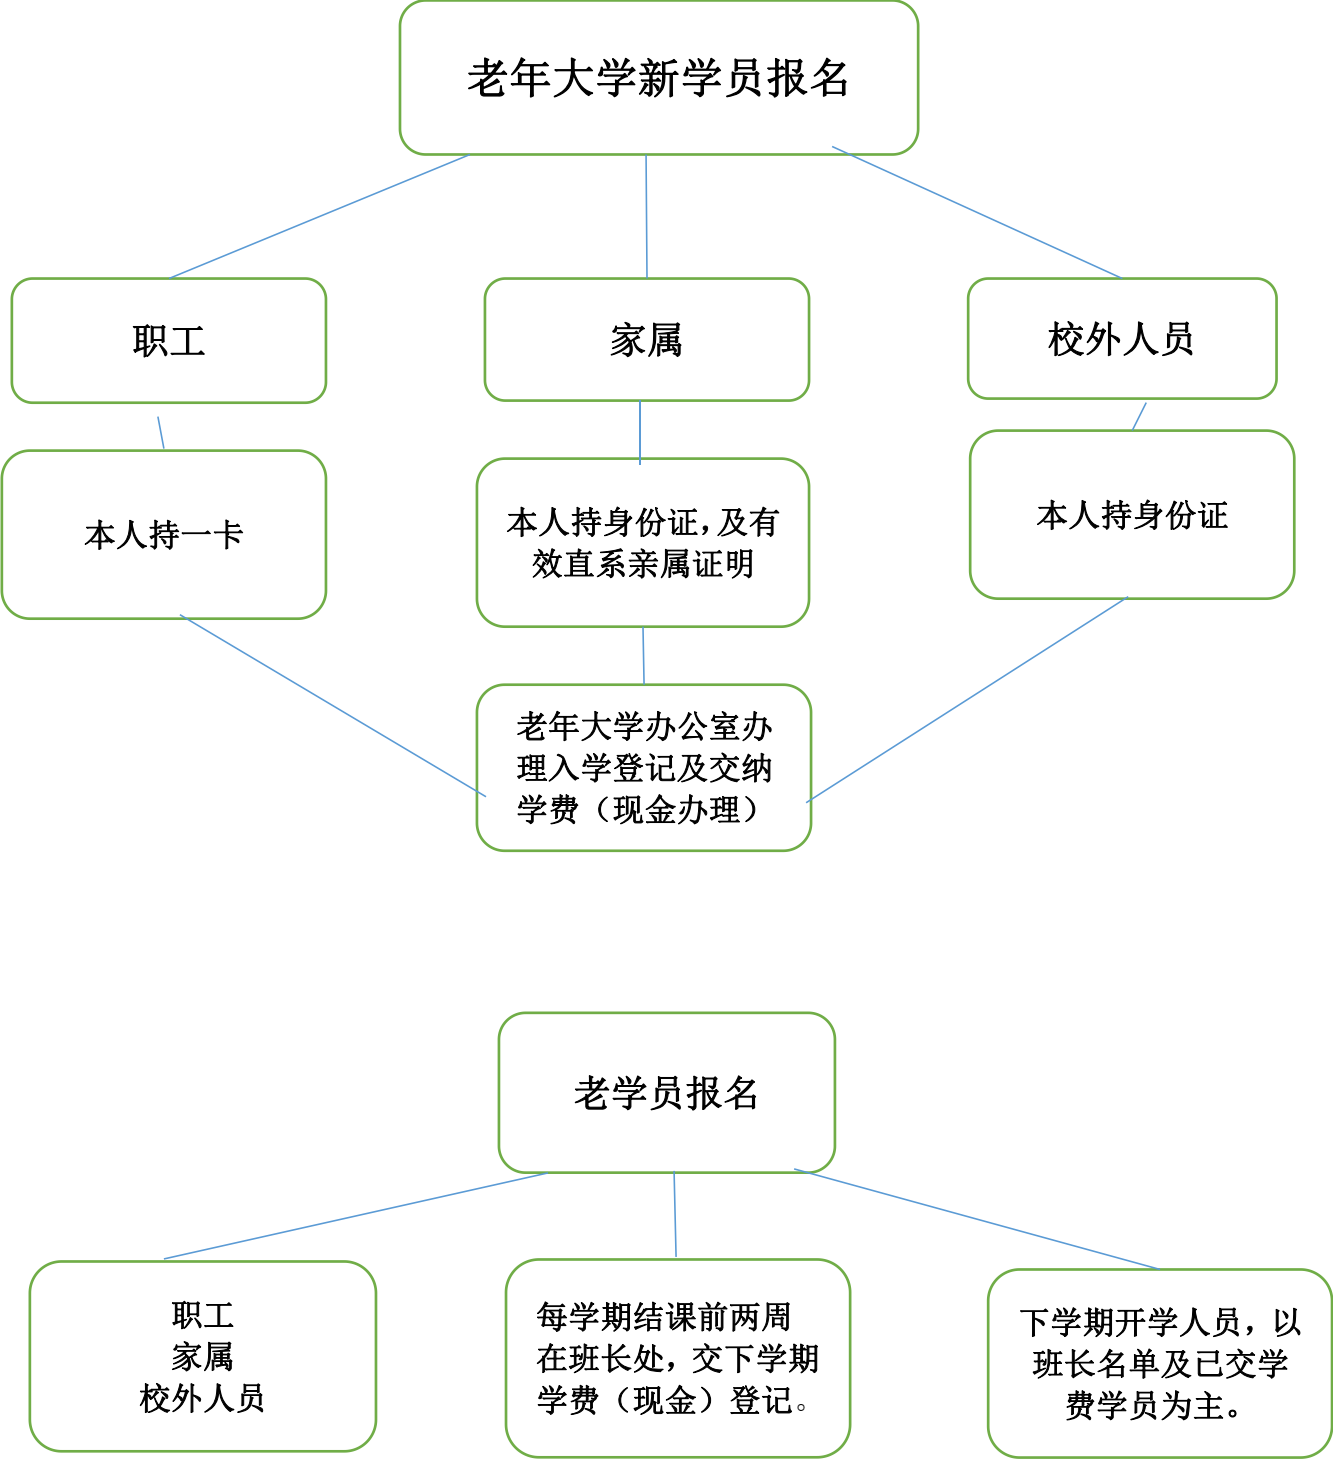 老年大学新学员报名
职工
家属
校外人员
本人持一卡
本人持身份证，及有
效直系亲属证明
本人持身份证
老年大学办公室办
理入学登记及交纳
学费（现金办理）
老学员报名
职工
家属
校外人员
每学期结课前两周
在班长处，交下学期
学费（现金）登记。
下学期开学人员，以
班长名单及已交学
费学员为主。